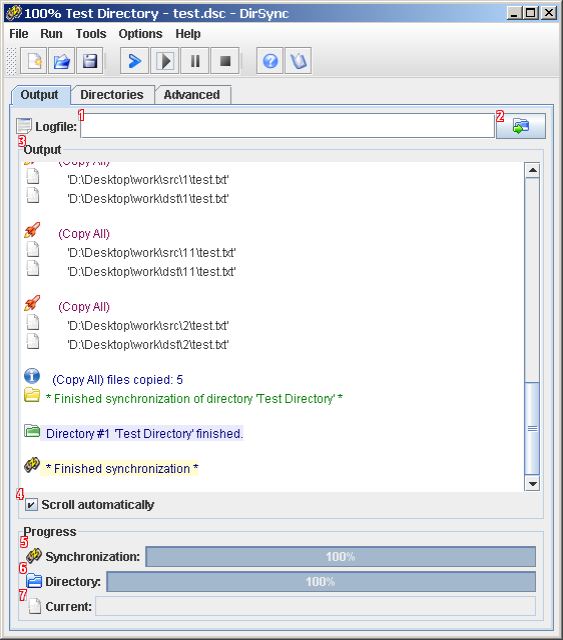 100% Test Directory - test.dsc - DirSync
File Run Tools Options Help
Output Directories Advanced
1 2
Logfile:
3
Output
(Copy All)
'D:\Desktop\work\src\1\test.txt'
'D:\Desktop\work\dst\1\test.txt'
(Copy All)
'D:\Desktop\work\src\11\test.txt'
'D:\Desktop\work\dst\11\test.txt'
(Copy All)
'D:\Desktop\work\src\2\test.txt'
'D:\Desktop\work\dst\2\test.txt'
(Copy All) files copied: 5
* Finished synchronization of directory 'Test Directory' *
Directory #1 'Test Directory' finished.
* Finished synchronization *
4
Scroll automatically
Progress
5
Synchronization: 100%
6
Directory: 100%
7
Current: